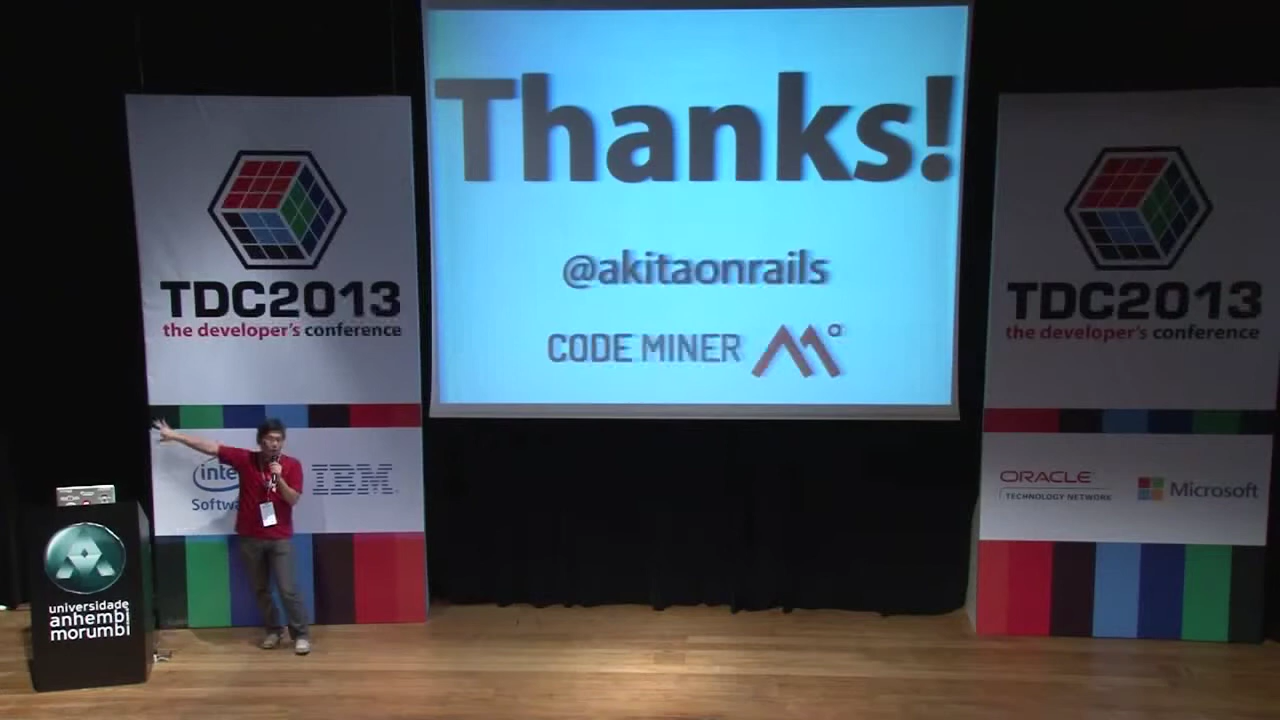 Thanks!
@akitaonrails
CODE MINER
TDC2013
the developer's conference
IBM
Software
universidade
anhembi
morumbi
TDC2013
the developer's conference
ORACLE
TECHNOLOGY NETWORK
Microsoft